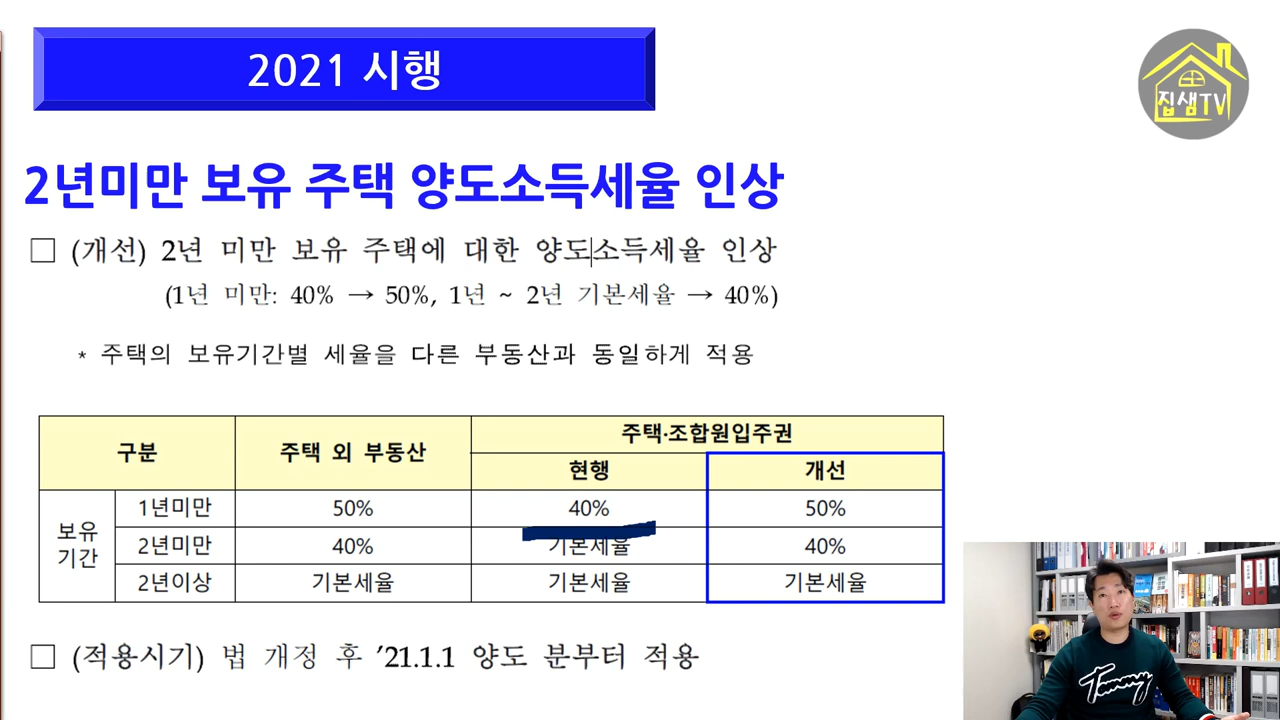 2021 시행
집샘TV
2년미만 보유 주택 양도소득세율 인상
□ (개선) 2년 미만 보유 주택에 대한 양도소득세율 인상
(1년 미만: 40% → 50%, 1년 ~ 2년 기본세율 → 40%)
* 주택의 보유기간별 세율을 다른 부동산과 동일하게 적용
구분 주택 외 부동산 주택·조합원입주권
현행 개선
보유기간 1년미만 50% 40% 50%
2년미만 40% 기본세율 40%
2년이상 기본세율 기본세율 기본세율
□ (적용시기) 법 개정 후 ’21.1.1 양도 분부터 적용
Tommy